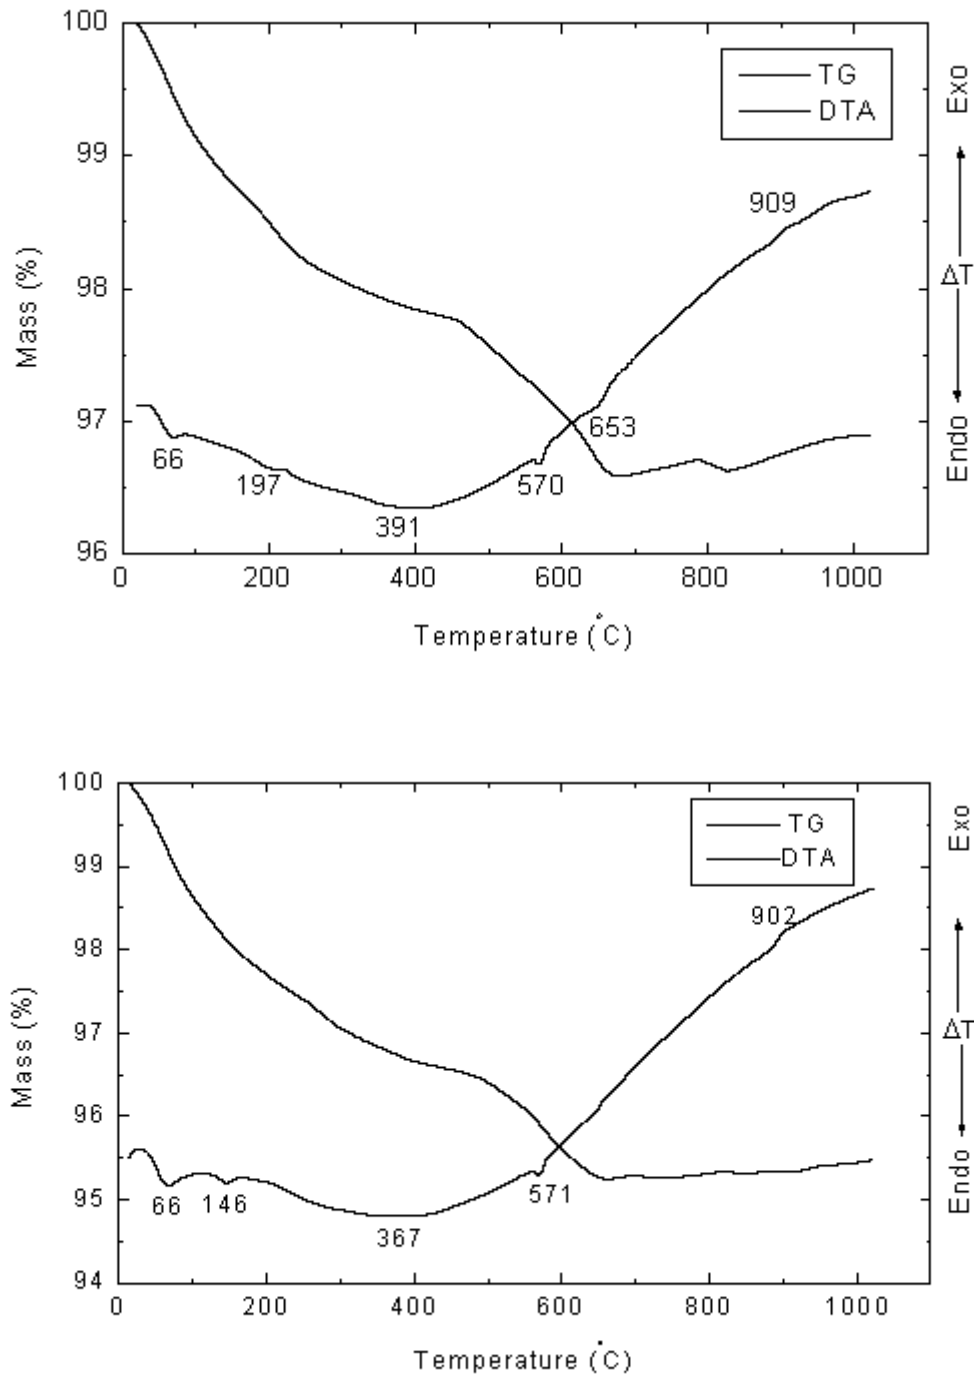 100
99
98
97
96
Mass (%)
TG
DTA
Exo
ΔT
Endo
909
653
570
66
197
391
0
200
400
600
800
1000
Temperature (°C)
100
99
98
97
96
95
94
Mass (%)
TG
DTA
Exo
ΔT
Endo
902
571
66
146
367
0
200
400
600
800
1000
Temperature (°C)